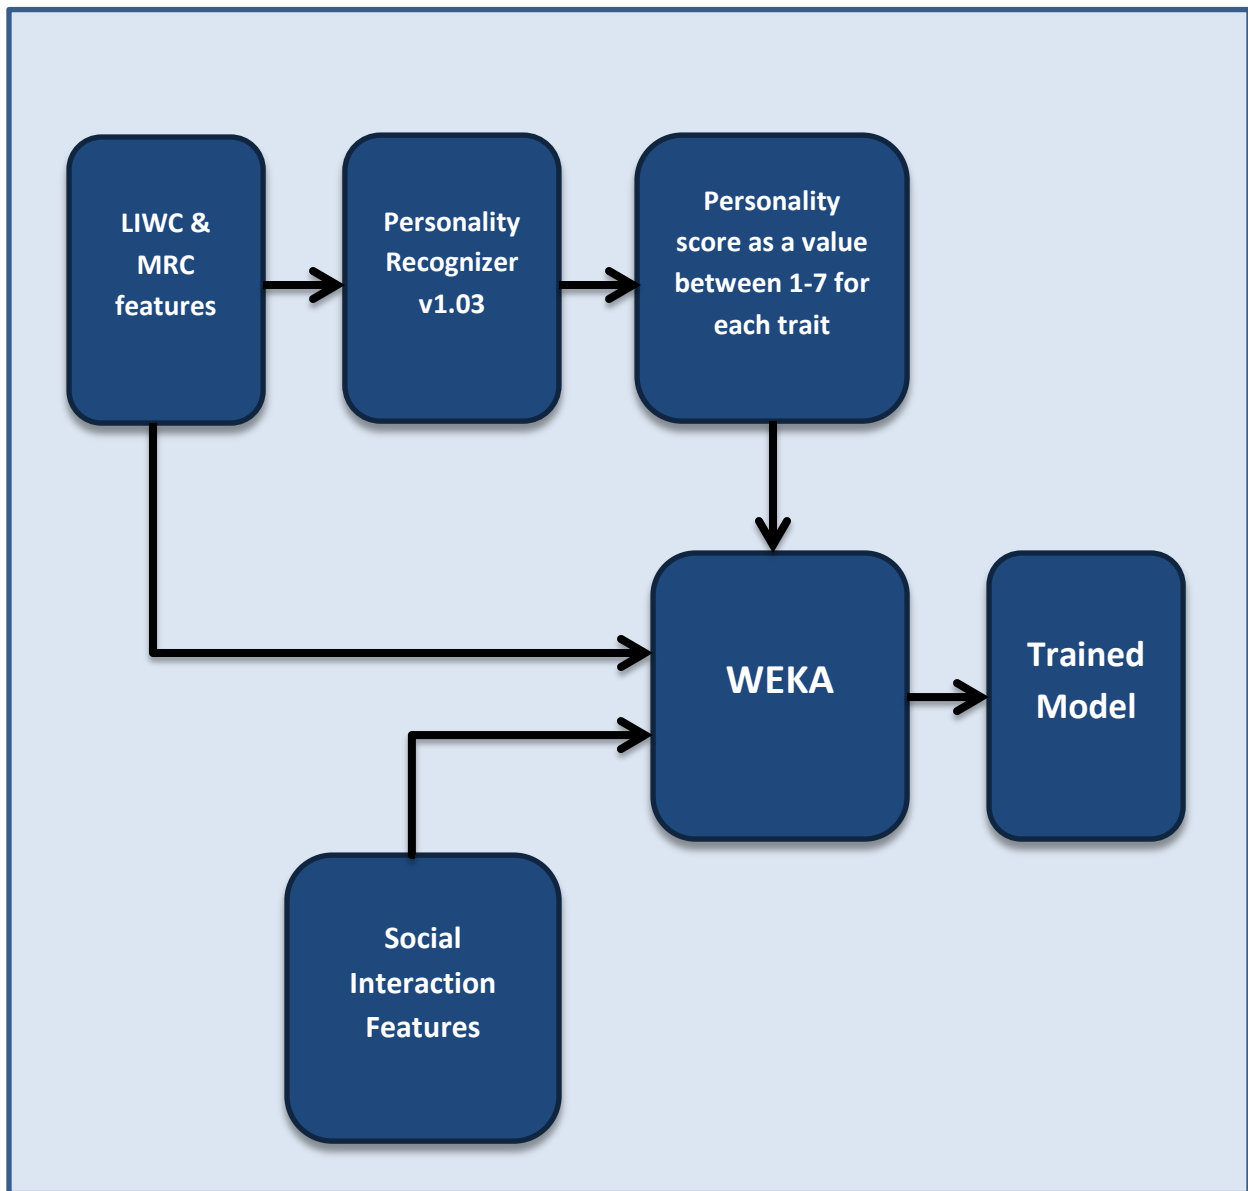 LIWC &
MRC
features
Personality
Recognizer
v1.03
Personality
score as a value
between 1-7 for
each trait
WEKA
Trained
Model
Social
Interaction
Features